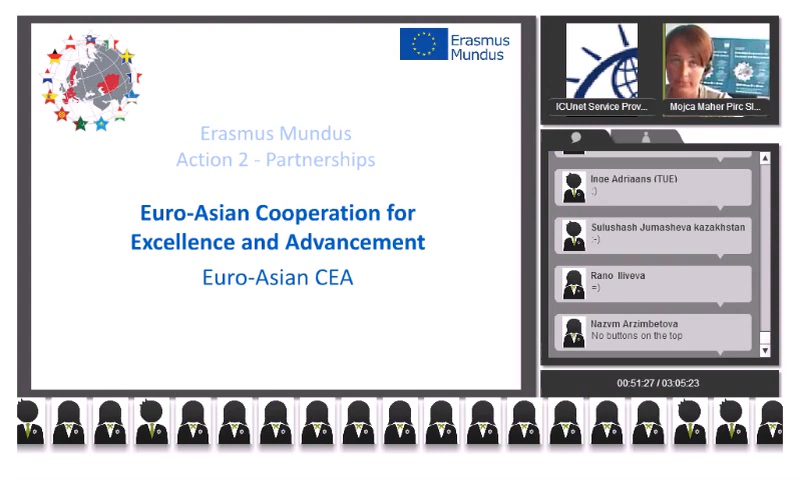 Erasmus
Mundus
Erasmus Mundus
Action 2 - Partnerships
Euro-Asian Cooperation for
Excellence and Advancement
Euro-Asian CEA
ICUnet Service Prov...
Mojca Maher Pirc Sl...
Inge Adriaans (TUE)
:)
Sulushash Jumasheva kazakhstan
:-)
Rano Iliyeva
=)
Nazym Arzimbetova
No buttons on the top
00:51:27 / 03:05:23